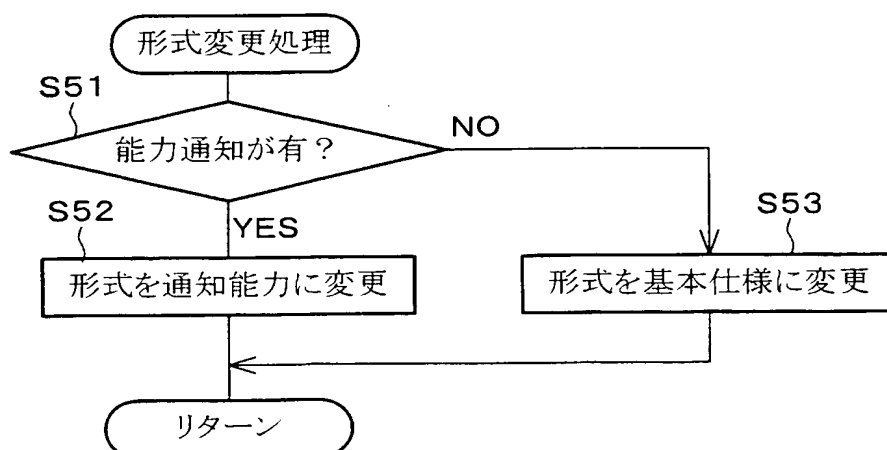 形式変更処理
S51
能力通知が有？
NO
S52
YES
S53
形式を通知能力に変更
形式を基本仕様に変更
リターン